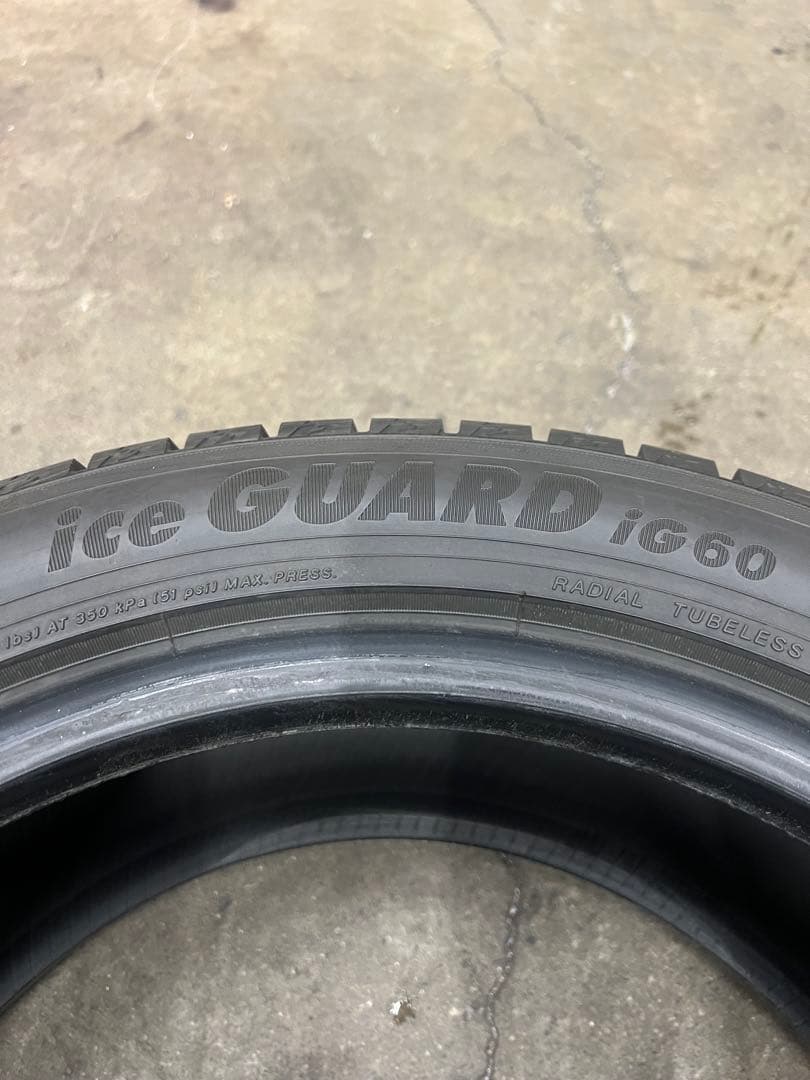 ice GUARD iG60
lbs) AT 350 kPa (51 psi) MAX. PRESS.
RADIAL TUBELESS